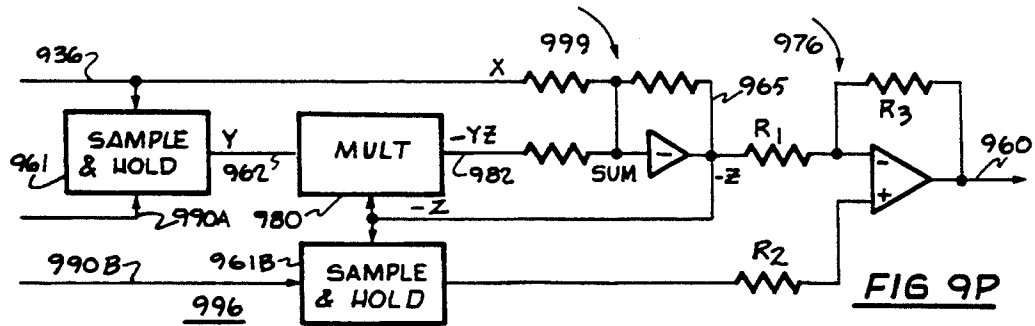 936
X
999
976
965
R3
SAMPLE
& HOLD
961
Y
962
MULT
-YZ
982
SUM
-
-Z
R1
-
+
960
990A
980
-Z
990B
961B
SAMPLE
& HOLD
R2
996
FIG 9P